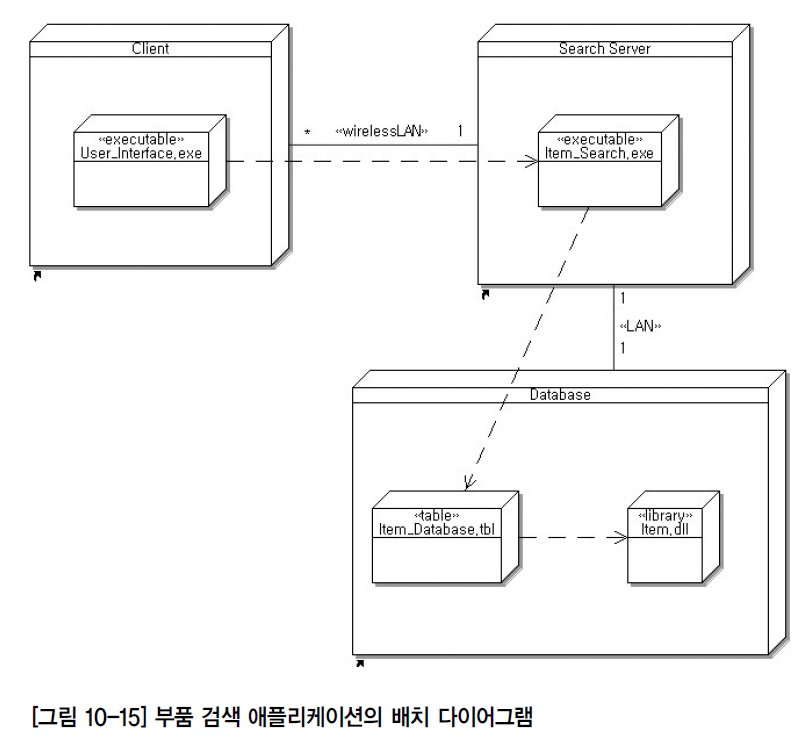 Client
Search Server
«executable»
User_Interface.exe
* «wirelessLAN» 1
«executable»
Item_Search.exe
1
«LAN»
1
Database
«table»
Item_Database.tbl
«library»
Item.dll
[그림 10-15] 부품 검색 애플리케이션의 배치 다이어그램